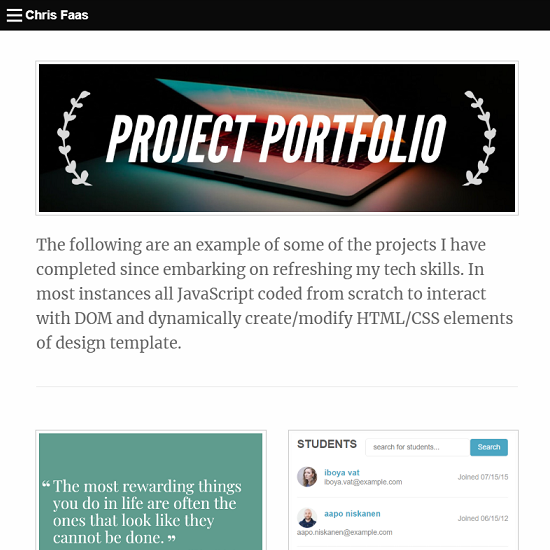 Chris Faas
PROJECT PORTFOLIO
The following are an example of some of the projects I have
completed since embarking on refreshing my tech skills. In
most instances all JavaScript coded from scratch to interact
with DOM and dynamically create/modify HTML/CSS elements
of design template.
“ The most rewarding things
you do in life are often the
ones that look like they
cannot be done. ”
STUDENTS search for students... Search
iboya vat
iboya.vat@example.com
Joined 07/15/15
aapo niskanen
aapo.niskanen@example.com
Joined 06/15/12